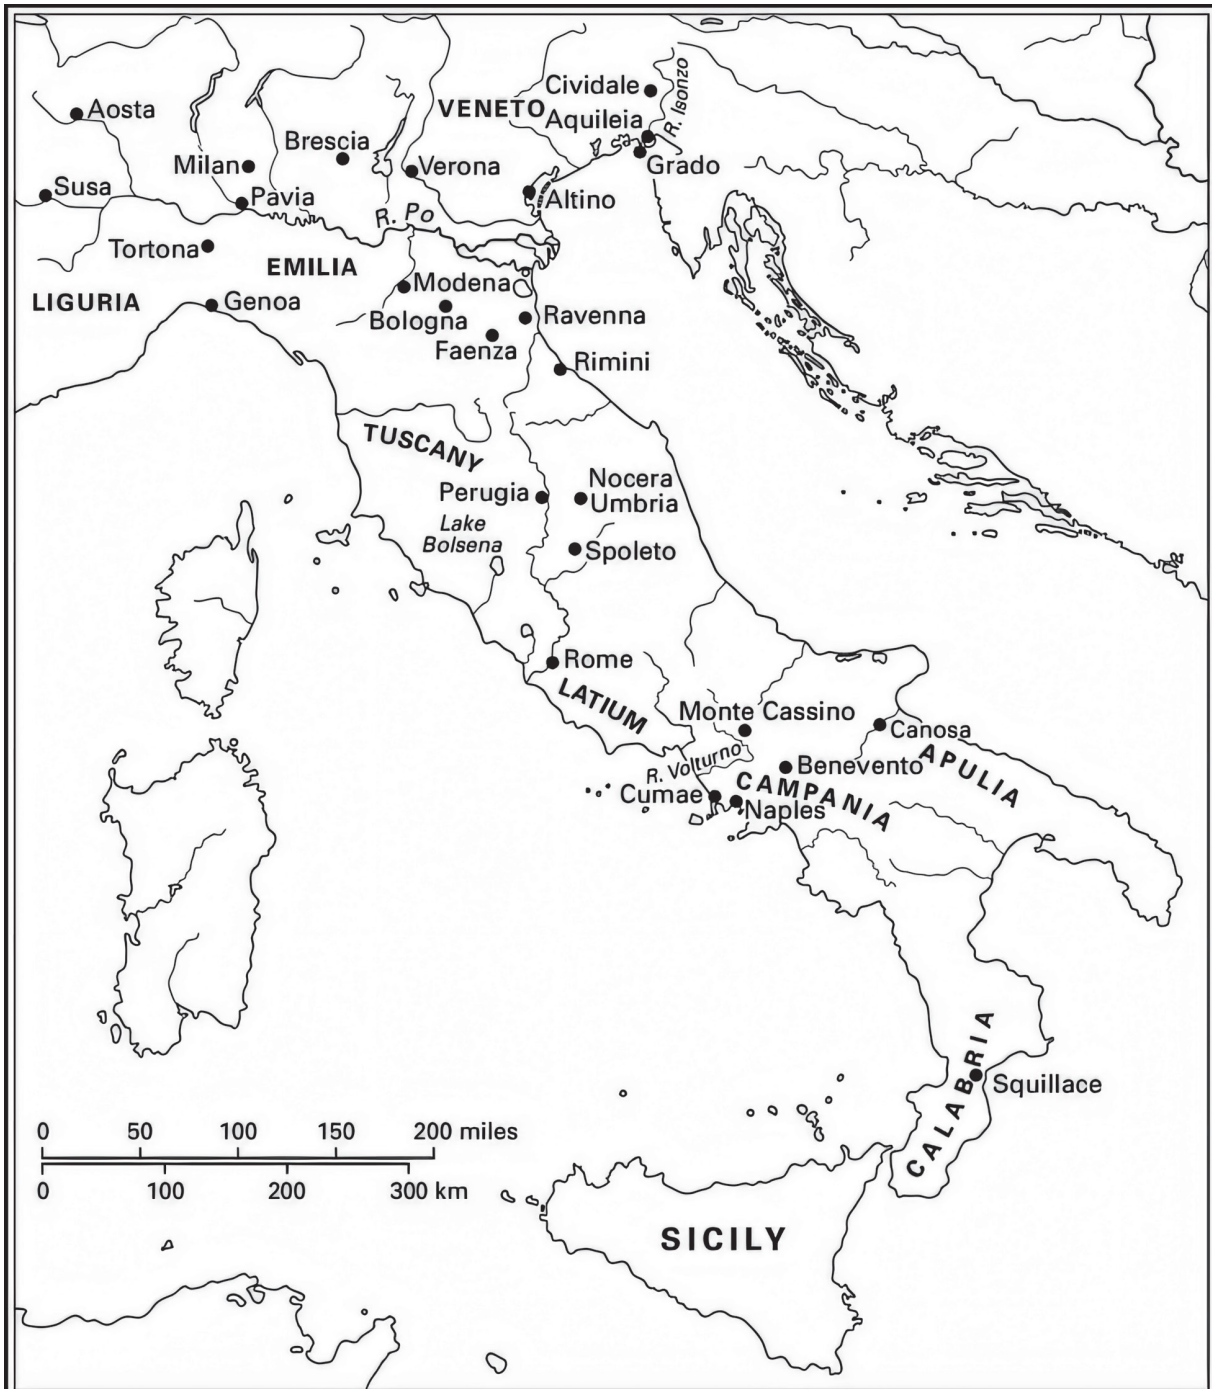 Cividale
VENETO
Aquileia
R. Isonzo
Aosta
Brescia
Milan
Verona
Grado
Susa
Pavia
Altino
R. Po
Tortona
EMILIA
Modena
LIGURIA
Genoa
Bologna
Ravenna
Faenza
Rimini
TUSCANY
Perugia
Nocera
Umbria
Lake
Bolsena
Spoleto
Rome
LATIUM
Monte Cassino
Canosa
R. Volturno
Benevento
APULIA
Cumae
CAMPANIA
Naples
CALABRIA
Squillace
0 50 100 150 200 miles
0 100 200 300 km
SICILY